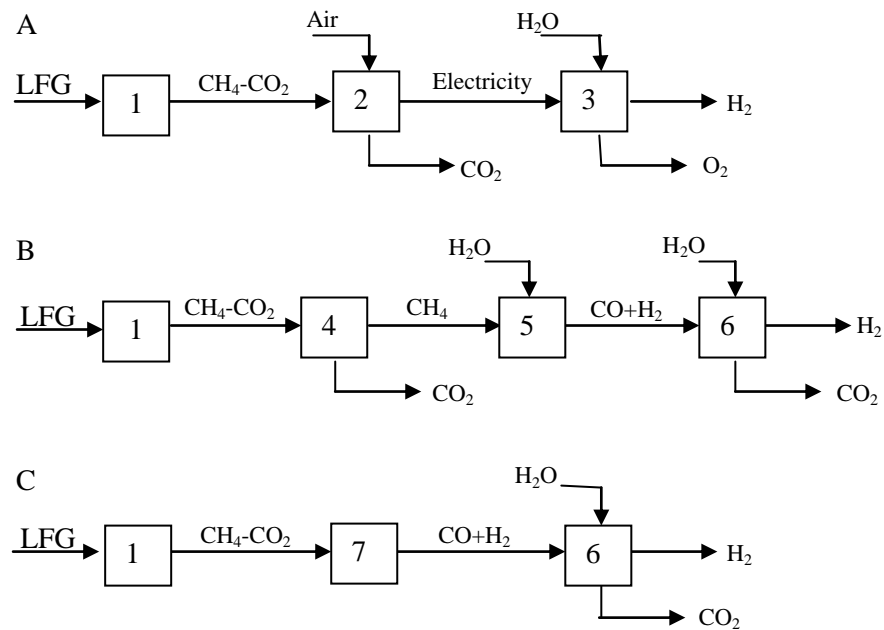 A
Air
H₂O
LFG
1
CH₄-CO₂
2
Electricity
3
H₂
CO₂
O₂
B
H₂O
H₂O
LFG
1
CH₄-CO₂
4
CH₄
5
CO+H₂
6
H₂
CO₂
CO₂
C
H₂O
LFG
1
CH₄-CO₂
7
CO+H₂
6
H₂
CO₂